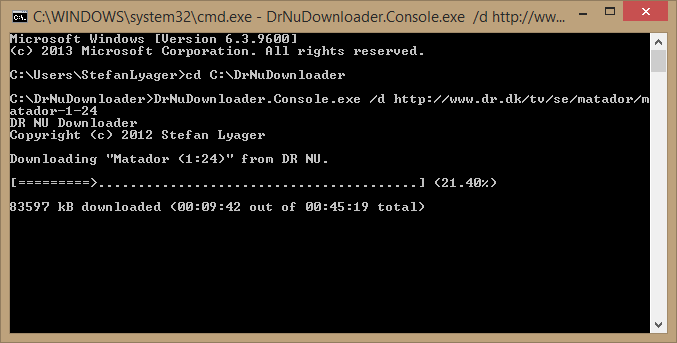 C:\WINDOWS\system32\cmd.exe - DrNuDownloader.Console.exe /d http://ww...
Microsoft Windows [Version 6.3.9600]
(c) 2013 Microsoft Corporation. All rights reserved.
C:\Users\StefanLyager>cd C:\DrNuDownloader
C:\DrNuDownloader>DrNuDownloader.Console.exe /d http://www.dr.dk/tv/se/matador/m
atador-1-24
DR NU Downloader
Copyright (c) 2012 Stefan Lyager
Downloading "Matador (1:24)" from DR NU.
[=========>........................................] (21.40%)
83597 kB downloaded (00:09:42 out of 00:45:19 total)